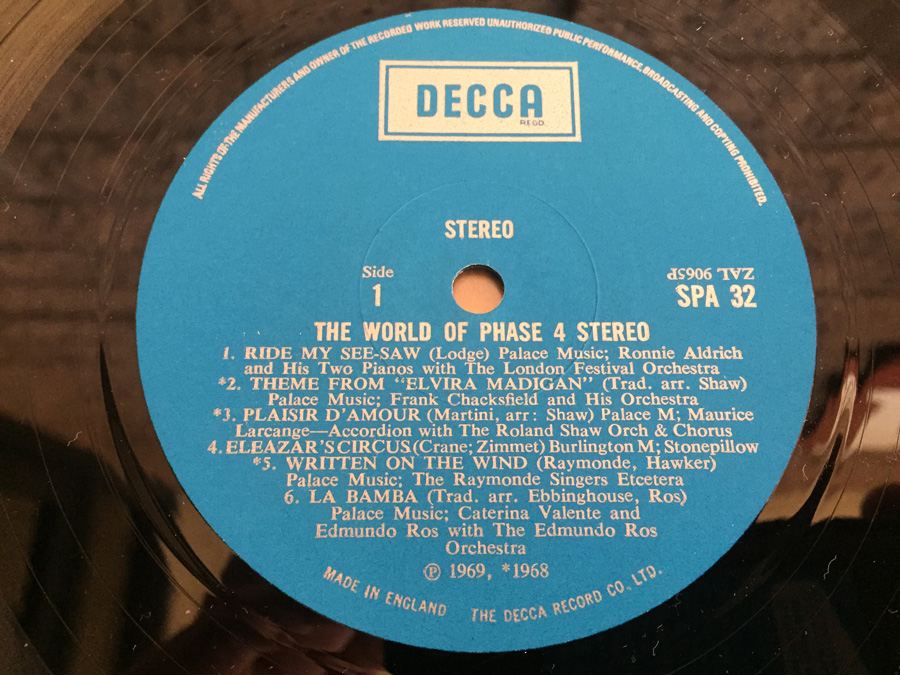 ALL RIGHTS OF THE MANUFACTURERS AND OWNER OF THE RECORDED WORK RESERVED UNAUTHORIZED PUBLIC PERFORMANCE, BROADCASTING AND COPYING PROHIBITED.
DECCA
REGD.
STEREO
Side
1
ZAL 9065P
SPA 32
THE WORLD OF PHASE 4 STEREO
1. RIDE MY SEE-SAW (Lodge) Palace Music; Ronnie Aldrich
and His Two Pianos with The London Festival Orchestra
*2. THEME FROM “ELVIRA MADIGAN” (Trad. arr. Shaw)
Palace Music; Frank Chacksfield and His Orchestra
*3. PLAISIR D'AMOUR (Martini, arr: Shaw) Palace M; Maurice
Larcange—Accordion with The Roland Shaw Orch & Chorus
4. ELEAZAR'S CIRCUS (Crane; Zimmet) Burlington M; Stonepillow
*5. WRITTEN ON THE WIND (Raymonde, Hawker)
Palace Music; The Raymonde Singers Etcetera
6. LA BAMBA (Trad. arr. Ebbinghouse, Ros)
Palace Music; Caterina Valente and
Edmundo Ros with The Edmundo Ros
Orchestra
℗ 1969, *1968
MADE IN ENGLAND THE DECCA RECORD CO. LTD.